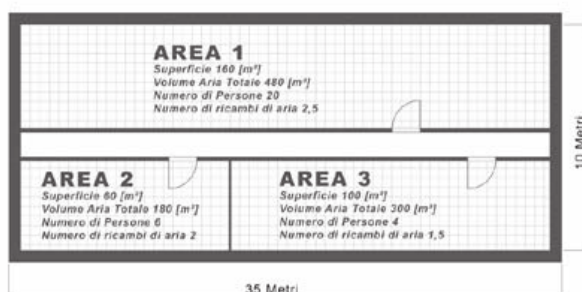 AREA 1
Superficie 160 [m²]
Volume Aria Totale 480 [m³]
Numero di Persone 20
Numero di ricambi di aria 2,5
AREA 2
Superficie 60 [m²]
Volume Aria Totale 180 [m³]
Numero di Persone 6
Numero di ricambi di aria 2
AREA 3
Superficie 100 [m²]
Volume Aria Totale 300 [m³]
Numero di Persone 4
Numero di ricambi di aria 1,5
10 Metri
35 Metri